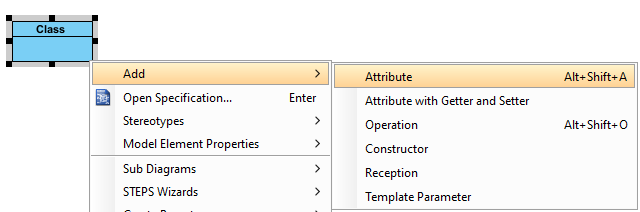 Class
Add
Open Specification... Enter
Stereotypes
Model Element Properties
Sub Diagrams
STEPS Wizards
Attribute Alt+Shift+A
Attribute with Getter and Setter
Operation Alt+Shift+O
Constructor
Reception
Template Parameter